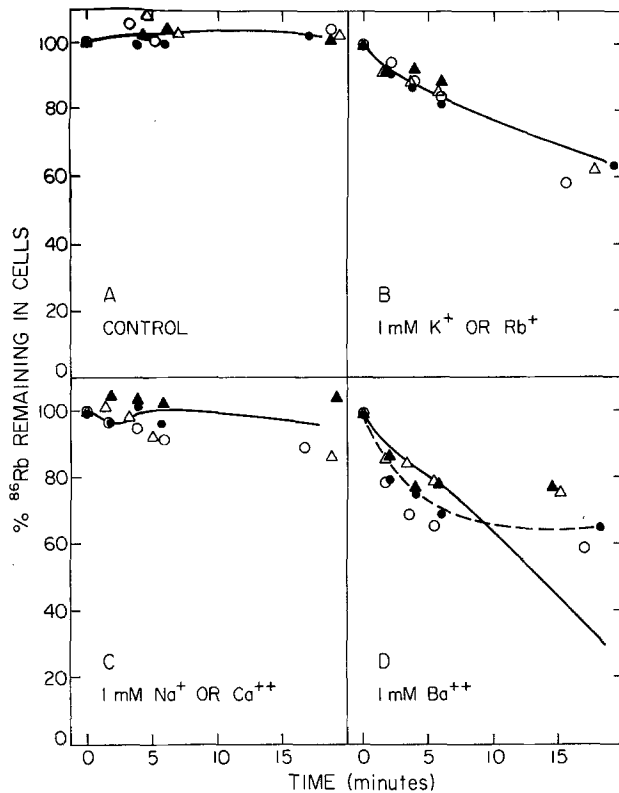 % ⁸⁶Rb REMAINING IN CELLS
100
80
60
40
20
0
A
CONTROL
B
1 mM K⁺ OR Rb⁺
100
80
60
40
20
0
C
1 mM Na⁺ OR Ca⁺⁺
D
1 mM Ba⁺⁺
0 5 10 15 0 5 10 15
TIME (minutes)